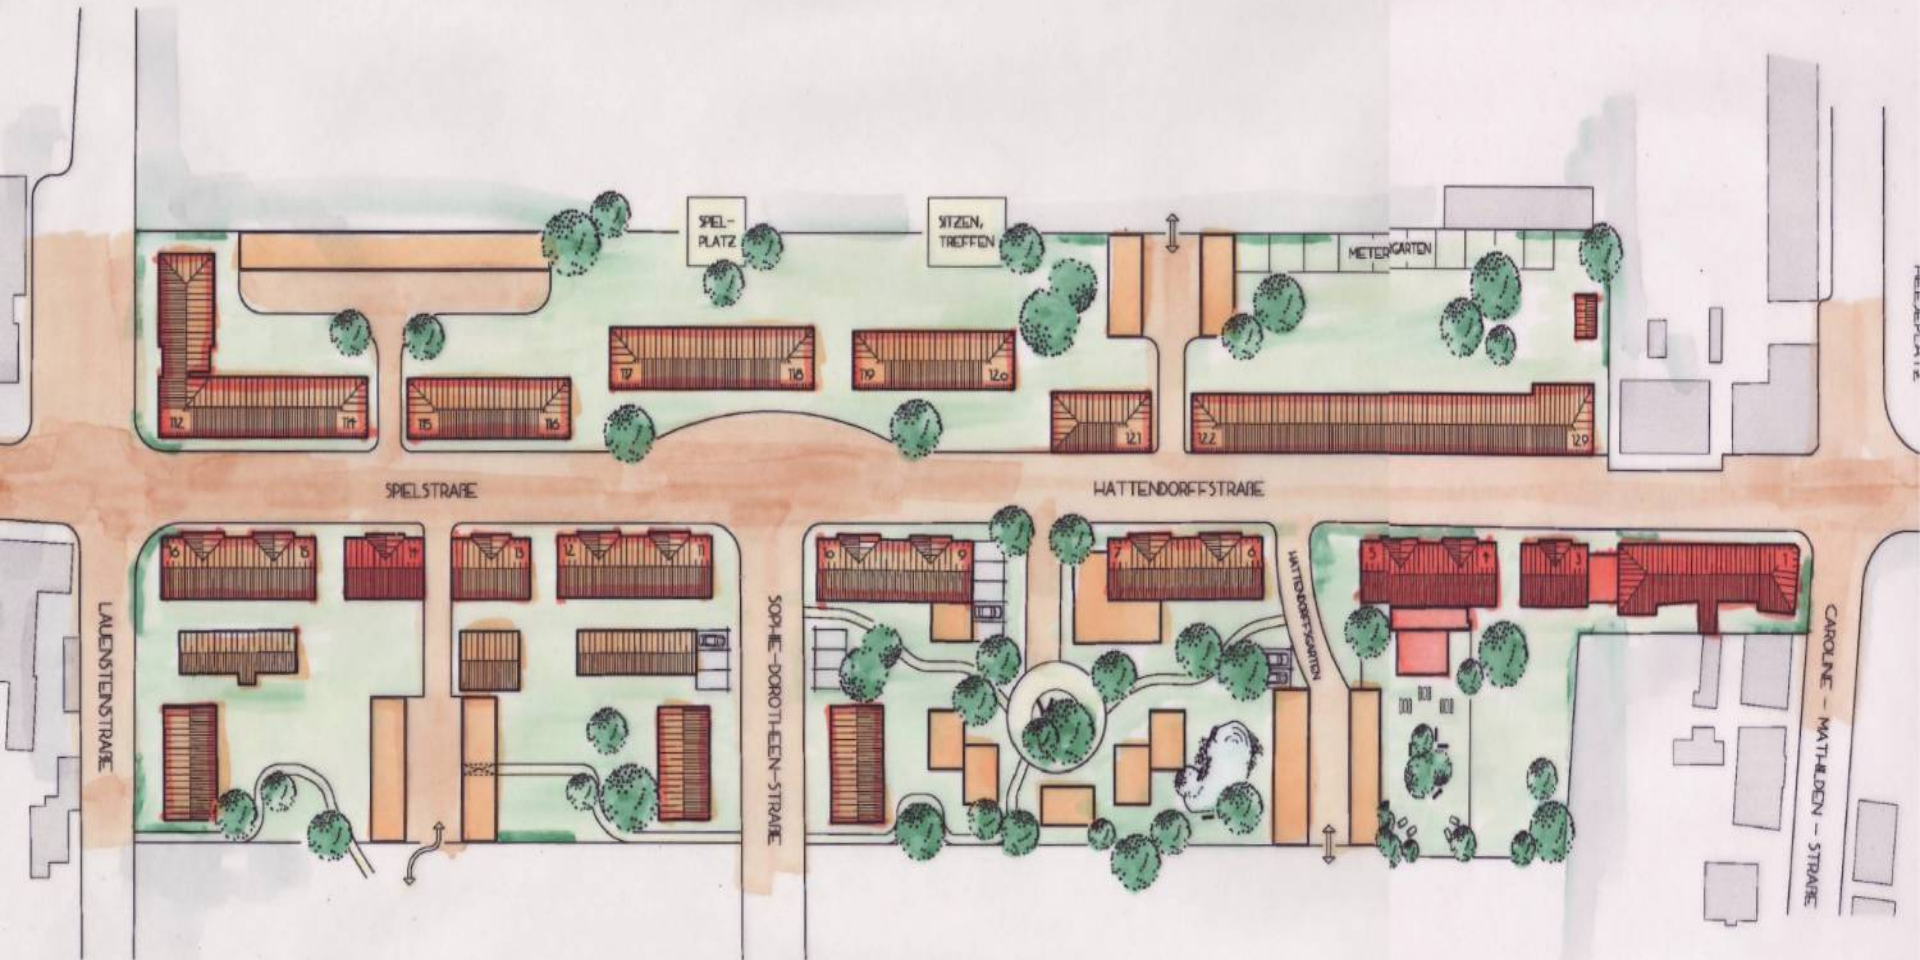 SPIEL-
PLATZ
SITZEN,
TREFFEN
METERGARTEN
117
118
119
120
112
114
115
116
121
122
129
SPIELSTRAßE
HATTENDORFFSTRAßE
16
15
14
13
12
11
10
9
7
6
5
4
3
1
LAUENSTEINSTRAßE
SOPHIE-DOROTHEEN-STRAßE
HATTENDORFSGARTEN
CAROLINE - MATHILDEN - STRAßE